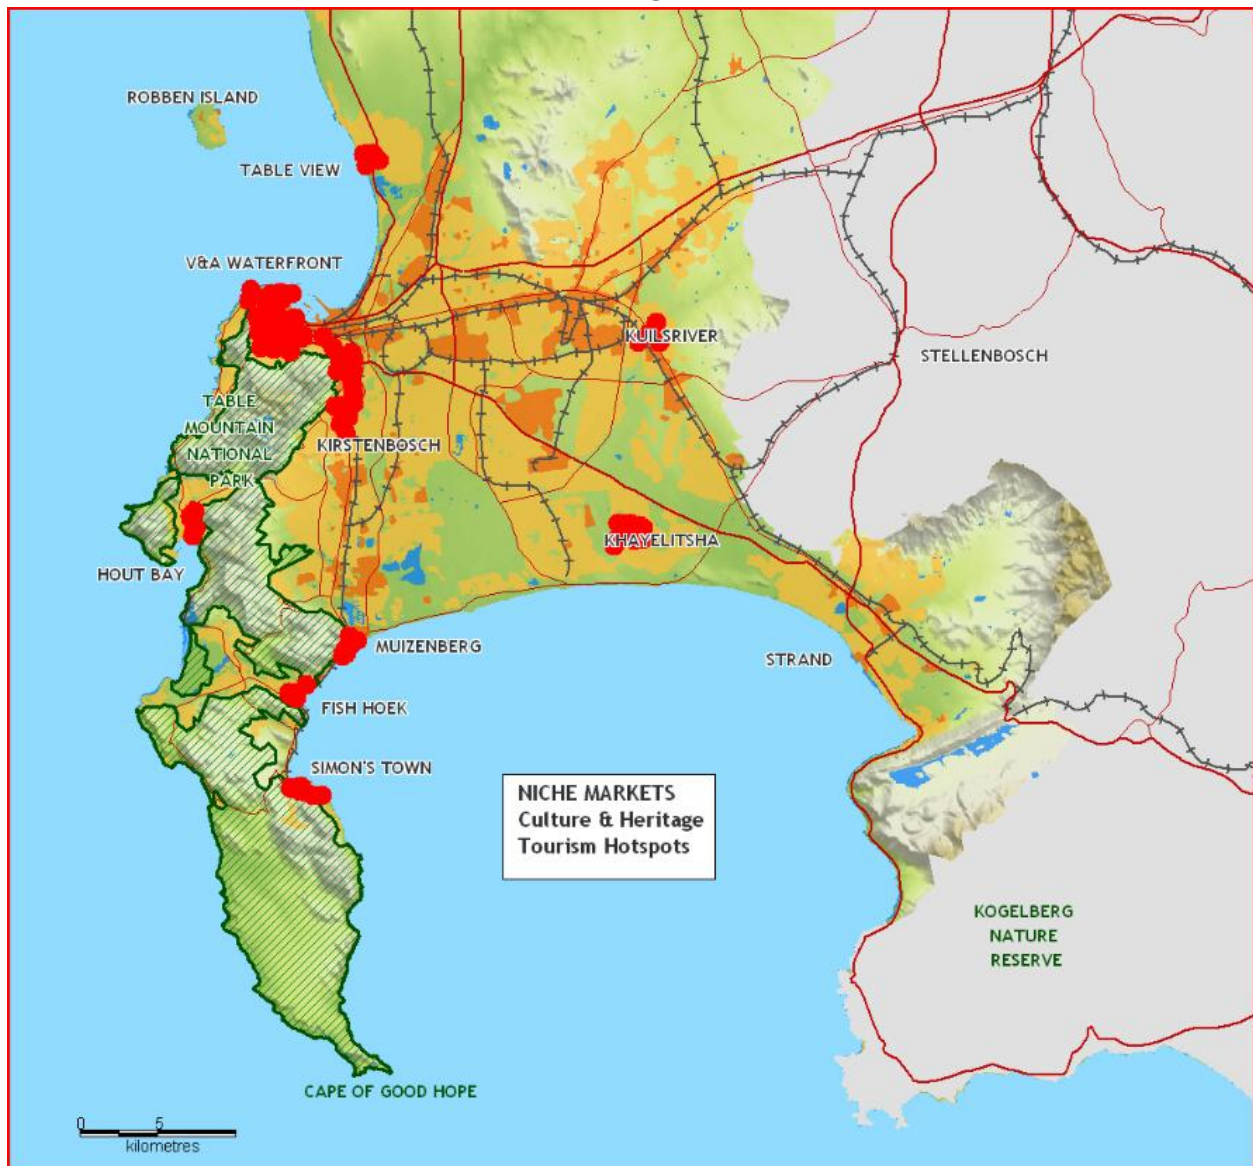 ROBBEN ISLAND
TABLE VIEW
V&A WATERFRONT
KUILSRIVER
STELLENBOSCH
TABLE
MOUNTAIN
NATIONAL
PARK
KIRSTENBOSCH
KHAYELITSHA
HOUT BAY
MUIZENBERG
STRAND
FISH HOEK
SIMON'S TOWN
NICHE MARKETS
Culture & Heritage
Tourism Hotspots
KOGELBERG
NATURE
RESERVE
CAPE OF GOOD HOPE
0 5
kilometres